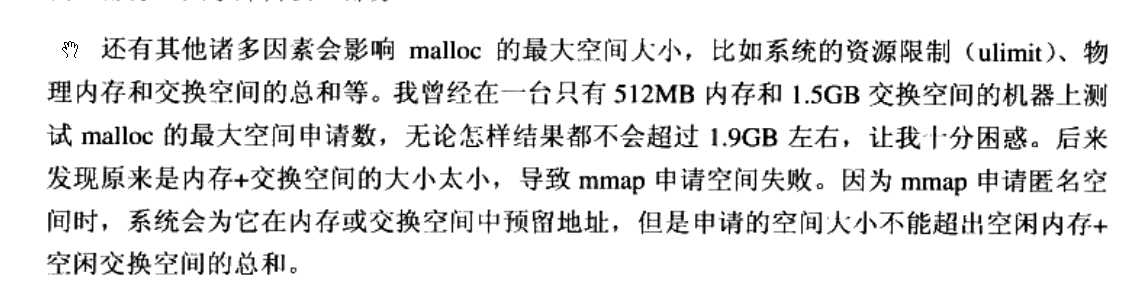 还有其他诸多因素会影响 malloc 的最大空间大小，比如系统的资源限制（ulimit）、物
理内存和交换空间的总和等。我曾经在一台只有 512MB 内存和 1.5GB 交换空间的机器上测
试 malloc 的最大空间申请数，无论怎样结果都不会超过 1.9GB 左右，让我十分困惑。后来
发现原来是内存+交换空间的大小太小，导致 mmap 申请空间失败。因为 mmap 申请匿名空
间时，系统会为它在内存或交换空间中预留地址，但是申请的空间大小不能超出空闲内存+
空闲交换空间的总和。